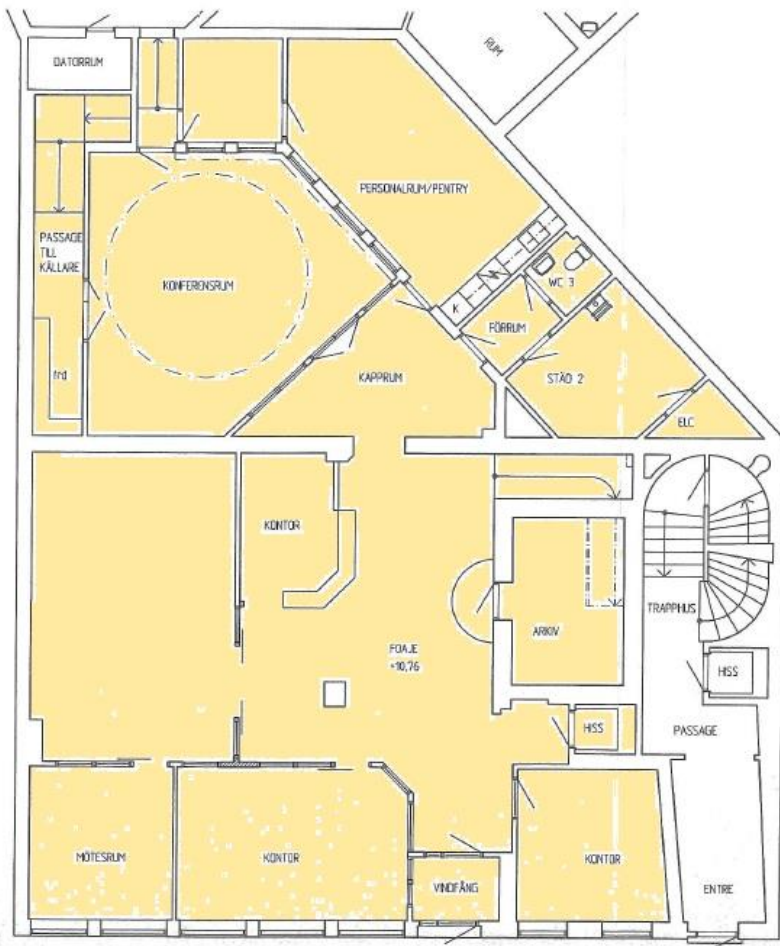 DATORRUM
RUM
PERSONALRUM/PENTRY
PASSAGE
TILL
KÄLLARE
KONFERENSRUM
WC 3
K
FÖRRUM
KAPPRUM
STÄD 2
frd
ELC
KONTOR
ARKIV
TRAPPHUS
FOAJE
+10,76
HISS
HISS
PASSAGE
MÖTESRUM
KONTOR
VINDFÅNG
KONTOR
ENTRE